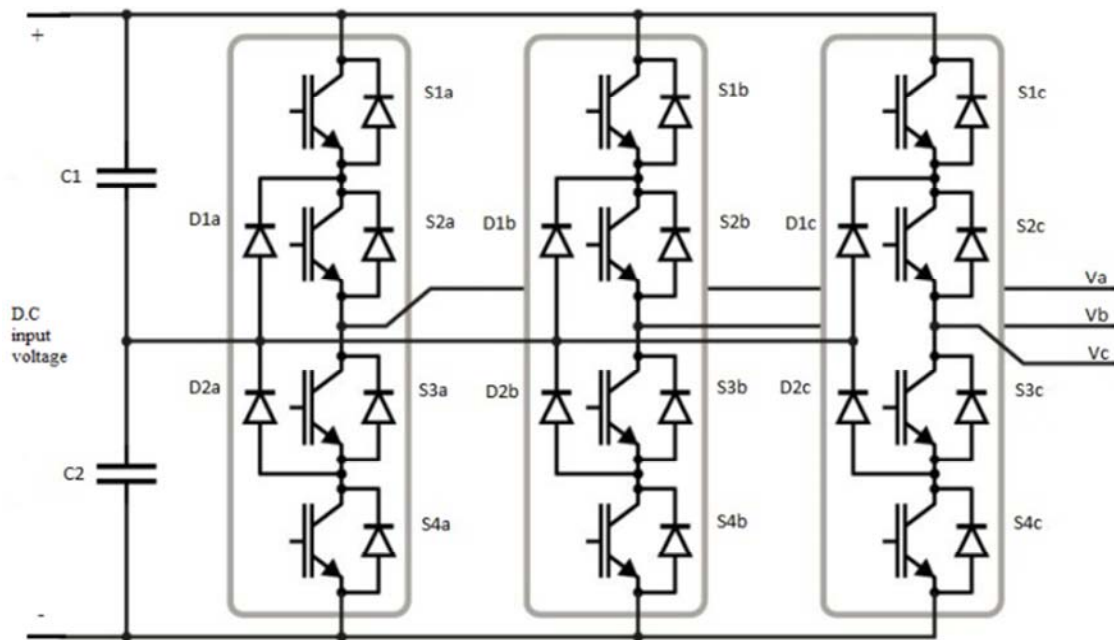 +
S1a
S1b
S1c
C1
D1a
S2a
D1b
S2b
D1c
S2c
Va
D.C
input
voltage
Vb
Vc
D2a
S3a
D2b
S3b
D2c
S3c
C2
S4a
S4b
S4c
-